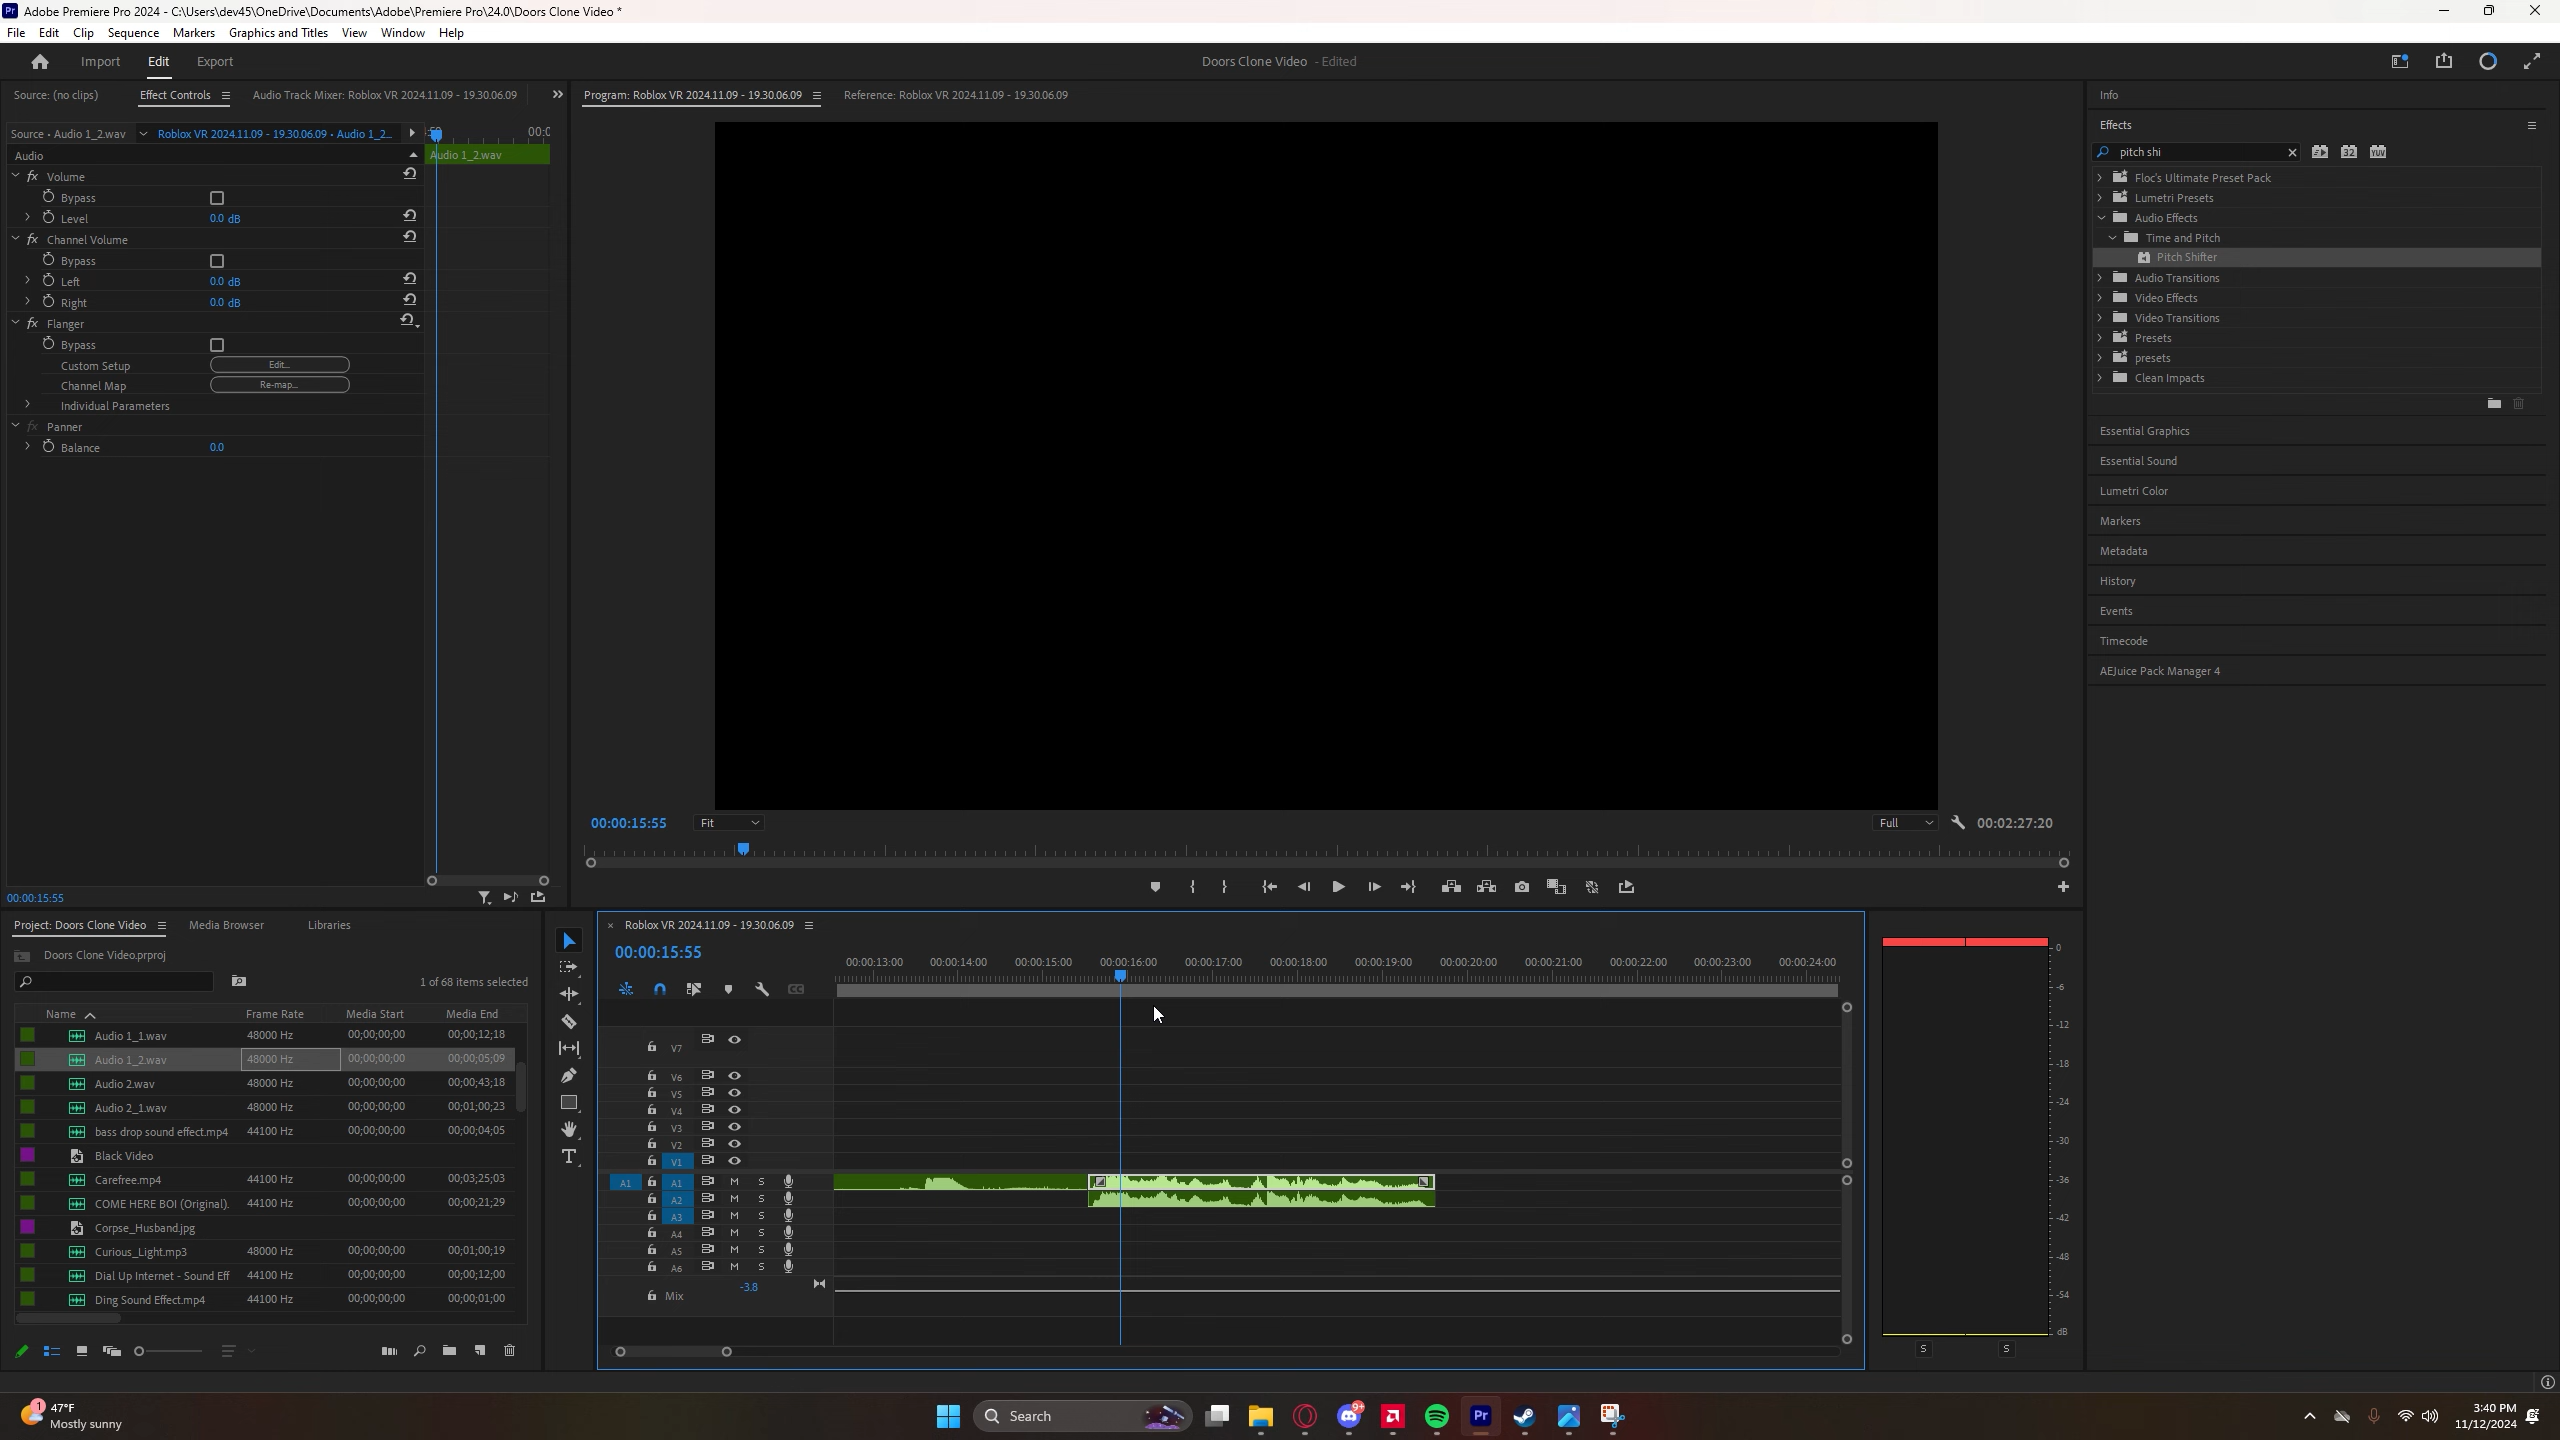 Adobe Premiere Pro 2024 - C:\Users\dev45\OneDrive\Documents\Adobe\Premiere Pro\24.0\Doors Clone Video *
File Edit Clip Sequence Markers Graphics and Titles View Window Help
Import Edit Export
Doors Clone Video - Edited
Source: (no clips) Effect Controls Audio Track Mixer: Roblox VR 2024.11.09 - 19.30.06.09
Source • Audio 1_2.wav Roblox VR 2024.11.09 - 19.30.06.09 • Audio 1_2...
Audio
Audio 1_2.wav
Volume
Bypass
Level 0.0 dB
Channel Volume
Bypass
Left 0.0 dB
Right 0.0 dB
Flanger
Bypass
Custom Setup Edit...
Channel Map Re-map...
Individual Parameters
Panner
Balance 0.0
00:00:15:55
Program: Roblox VR 2024.11.09 - 19.30.06.09 Reference: Roblox VR 2024.11.09 - 19.30.06.09
00:00:15:55 Fit Full 00:02:27:20
Info
Effects
pitch shi
32
YUV
Floc's Ultimate Preset Pack
Lumetri Presets
Audio Effects
Time and Pitch
Pitch Shifter
Audio Transitions
Video Effects
Video Transitions
Presets
presets
Clean Impacts
Essential Graphics
Essential Sound
Lumetri Color
Markers
Metadata
History
Events
Timecode
AEJuice Pack Manager 4
Project: Doors Clone Video Media Browser Libraries
Doors Clone Video.prproj
1 of 68 items selected
Name Frame Rate Media Start Media End
Audio 1_1.wav 48000 Hz 00;00;00;00 00;00;12;18
Audio 1_2.wav 48000 Hz 00;00;00;00 00;00;05;09
Audio 2.wav 48000 Hz 00;00;00;00 00;00;43;18
Audio 2_1.wav 48000 Hz 00;00;00;00 00;01;00;23
bass drop sound effect.mp4 44100 Hz 00;00;00;00 00;00;04;05
Black Video
Carefree.mp4 44100 Hz 00;00;00;00 00;03;25;03
COME HERE BOI (Original). 44100 Hz 00;00;00;00 00;00;21;29
Corpse_Husband.jpg
Curious_Light.mp3 48000 Hz 00;00;00;00 00;01;00;19
Dial Up Internet - Sound Eff 44100 Hz 00;00;00;00 00;00;12;00
Ding Sound Effect.mp4 44100 Hz 00;00;00;00 00;00;01;00
Roblox VR 2024.11.09 - 19.30.06.09
00:00:15:55
00:00:13:00 00:00:14:00 00:00:15:00 00:00:16:00 00:00:17:00 00:00:18:00 00:00:19:00 00:00:20:00 00:00:21:00 00:00:22:00 00:00:23:00 00:00:24:00
V7
V6
V5
V4
V3
V2
V1
A1 A1 M S
A2 M S
A3 M S
A4 M S
A5 M S
A6 M S
Mix -3.8
0
-6
-12
-18
-24
-30
-36
-42
-48
-54
dB
S S
1
47°F
Mostly sunny
Search
9+
Pr
3:40 PM
11/12/2024